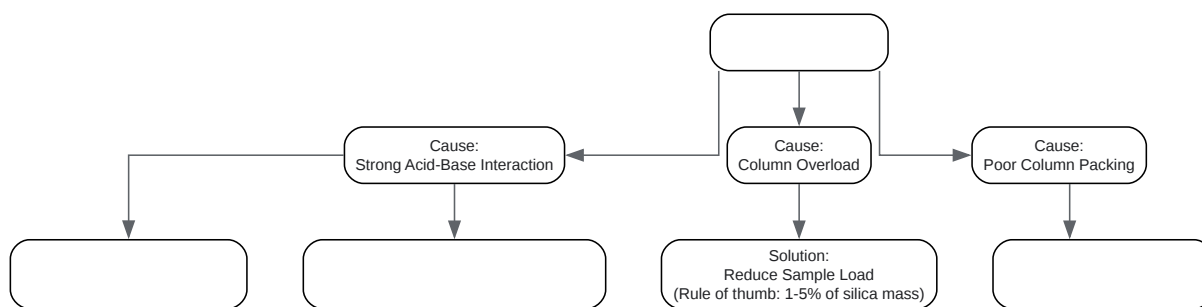 Cause:
Strong Acid-Base Interaction
Cause:
Column Overload
Cause:
Poor Column Packing
Solution:
Reduce Sample Load
(Rule of thumb: 1-5% of silica mass)